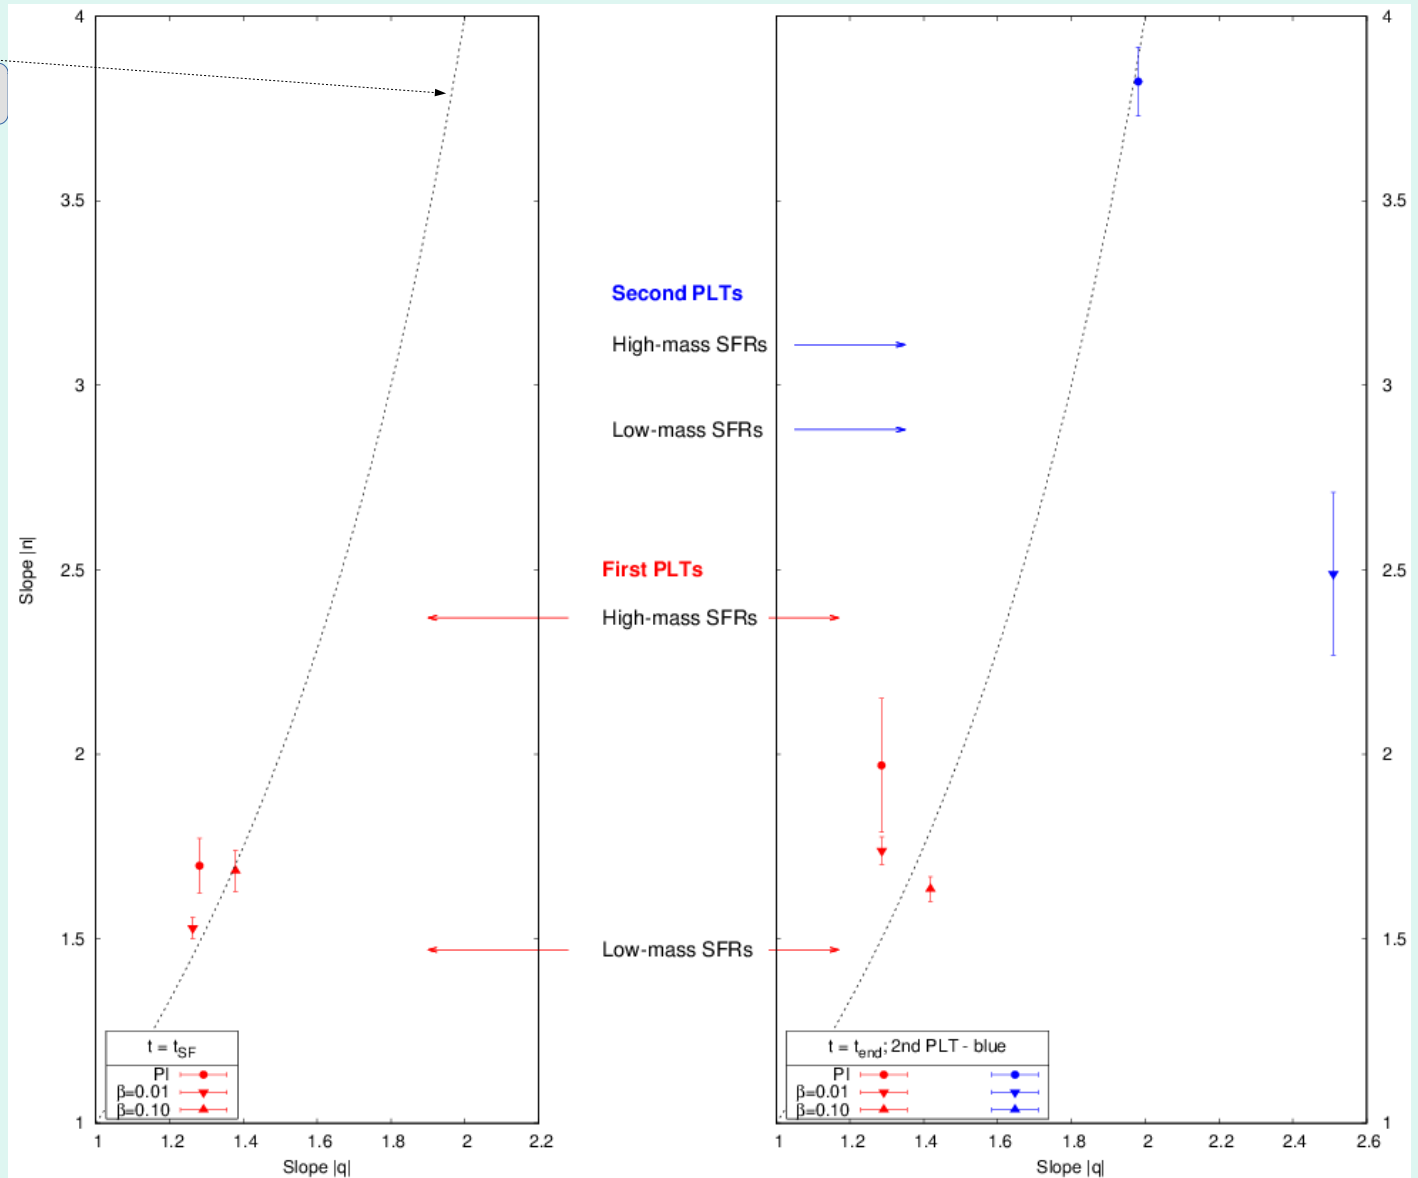 4
3.5
3
2.5
2
1.5
1
Slope |n|
1
1.2
1.4
1.6
1.8
2
2.2
Slope |q|
t = tSF
PI
β=0.01
β=0.10
Second PLTs
High-mass SFRs
Low-mass SFRs
First PLTs
High-mass SFRs
Low-mass SFRs
4
3.5
3
2.5
2
1.5
1
t = tend; 2nd PLT - blue
PI
β=0.01
β=0.10
1
1.2
1.4
1.6
1.8
2
2.2
2.4
2.6
Slope |q|